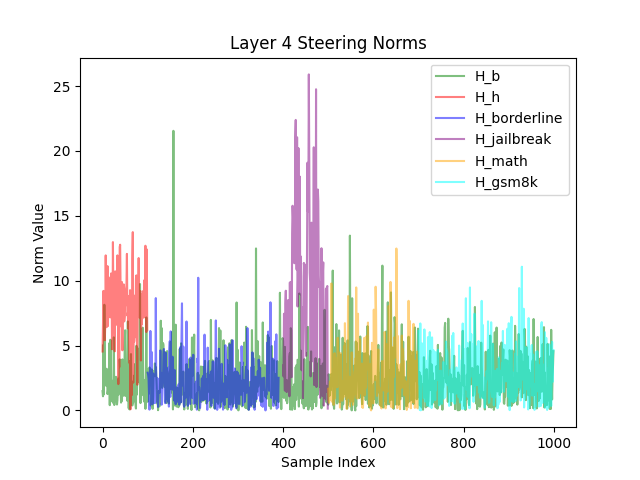 Layer 4 Steering Norms
Norm Value
25
20
15
10
5
0
H_b
H_h
H_borderline
H_jailbreak
H_math
H_gsm8k
0 200 400 600 800 1000
Sample Index